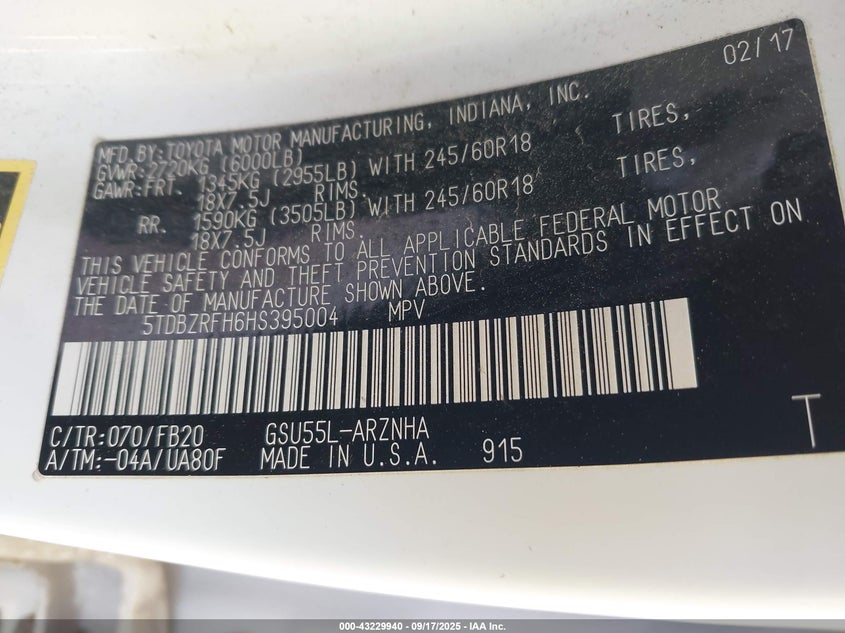 02/17
MFD.BY:TOYOTA MOTOR MANUFACTURING, INDIANA, INC.
GVWR:2720KG (6000LB)
GAWR:FRT. 1345KG (2955LB) WITH 245/60R18 TIRES,
18X7.5J RIMS.
RR. 1590KG (3505LB) WITH 245/60R18 TIRES,
18X7.5J RIMS.
THIS VEHICLE CONFORMS TO ALL APPLICABLE FEDERAL MOTOR
VEHICLE SAFETY AND THEFT PREVENTION STANDARDS IN EFFECT ON
THE DATE OF MANUFACTURE SHOWN ABOVE.
5TDBZRFH6HS395004 MPV
C/TR:070/FB20 GSU55L-ARZNHA T
A/TM:-04A/UA80F MADE IN U.S.A. 915
000-43229940 - 09/17/2025 - IAA Inc.